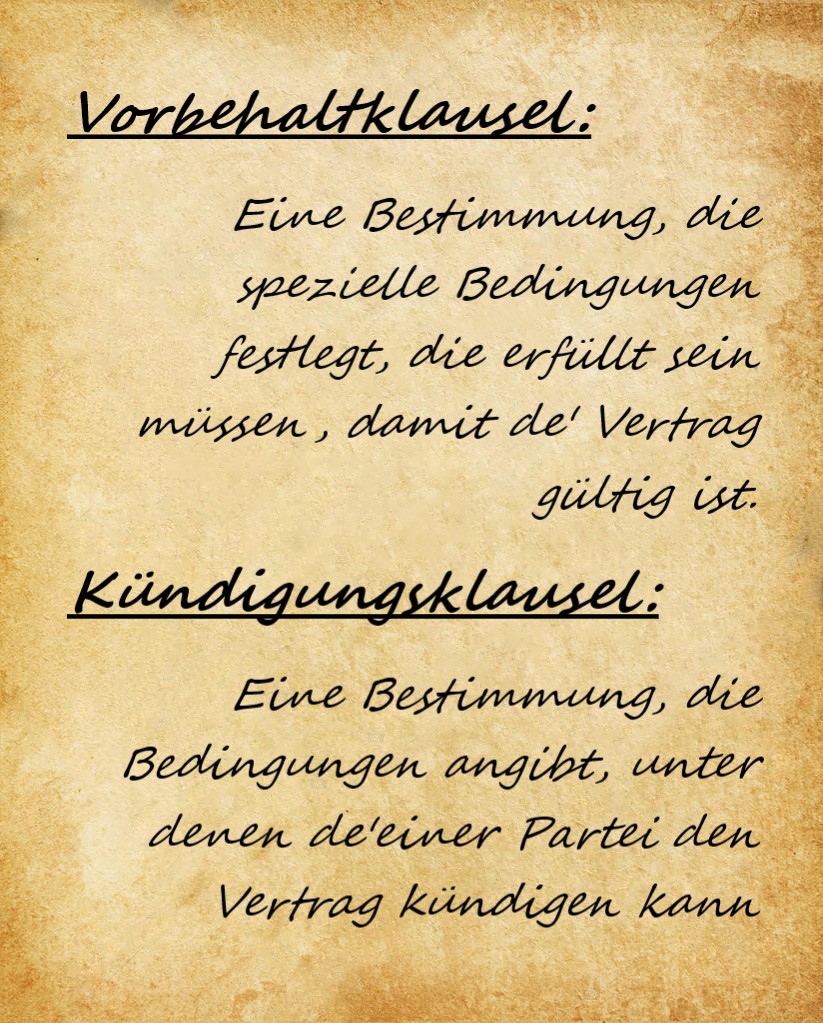 Vorbehaltklausel:
Eine Bestimmung, die
spezielle Bedingungen
festlegt, die erfüllt sein
müssen , damit de' Vertrag
gültig ist.
Kündigungsklausel:
Eine Bestimmung, die
Bedingungen angibt, unter
denen de'einer Partei den
Vertrag kündigen kann